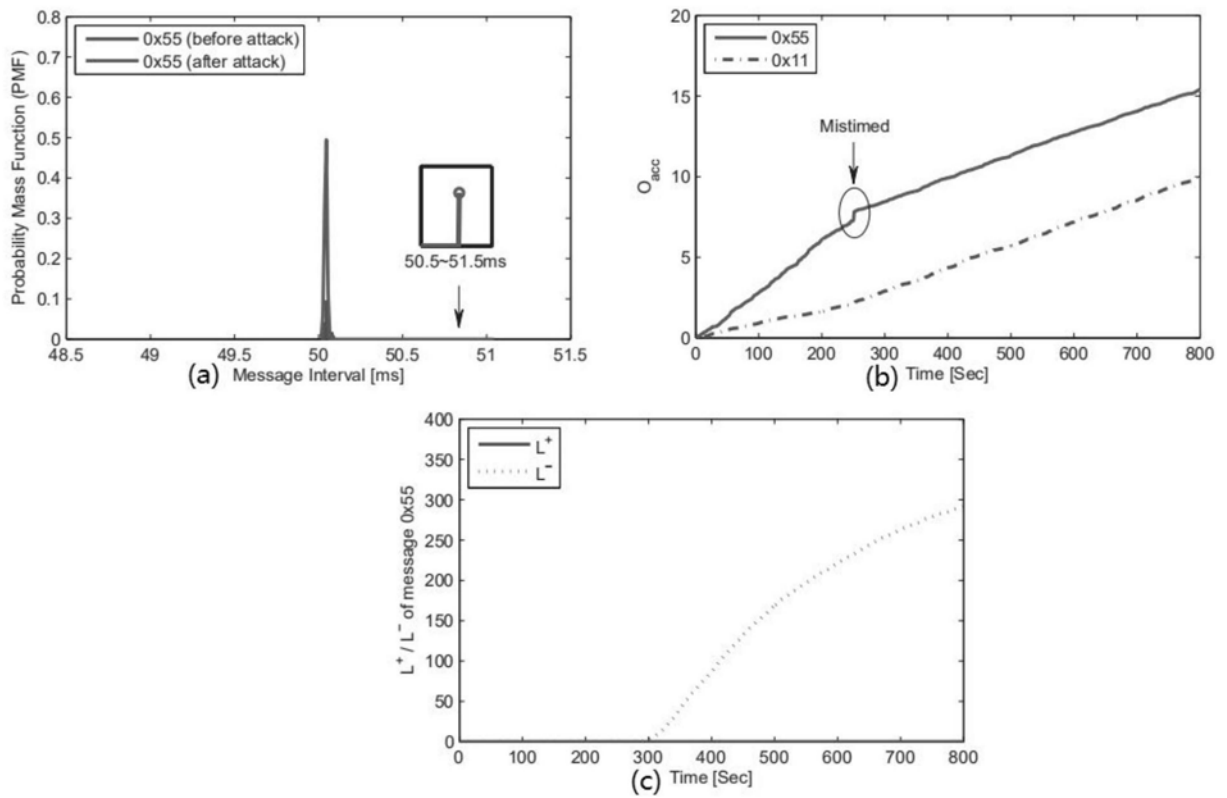 0x55 (before attack)
0x55 (after attack)
Probability Mass Function (PMF)
0.8
0.7
0.6
0.5
0.4
0.3
0.2
0.1
0
50.5~51.5ms
48.5 49 49.5 50 50.5 51 51.5
(a) Message Interval [ms]
0x55
0x11
Mistimed
O_acc
20
15
10
5
0
0 100 200 300 400 500 600 700 800
(b) Time [Sec]
L⁺
L⁻
L⁺ / L⁻ of message 0x55
400
350
300
250
200
150
100
50
0
0 100 200 300 400 500 600 700 800
(c) Time [Sec]